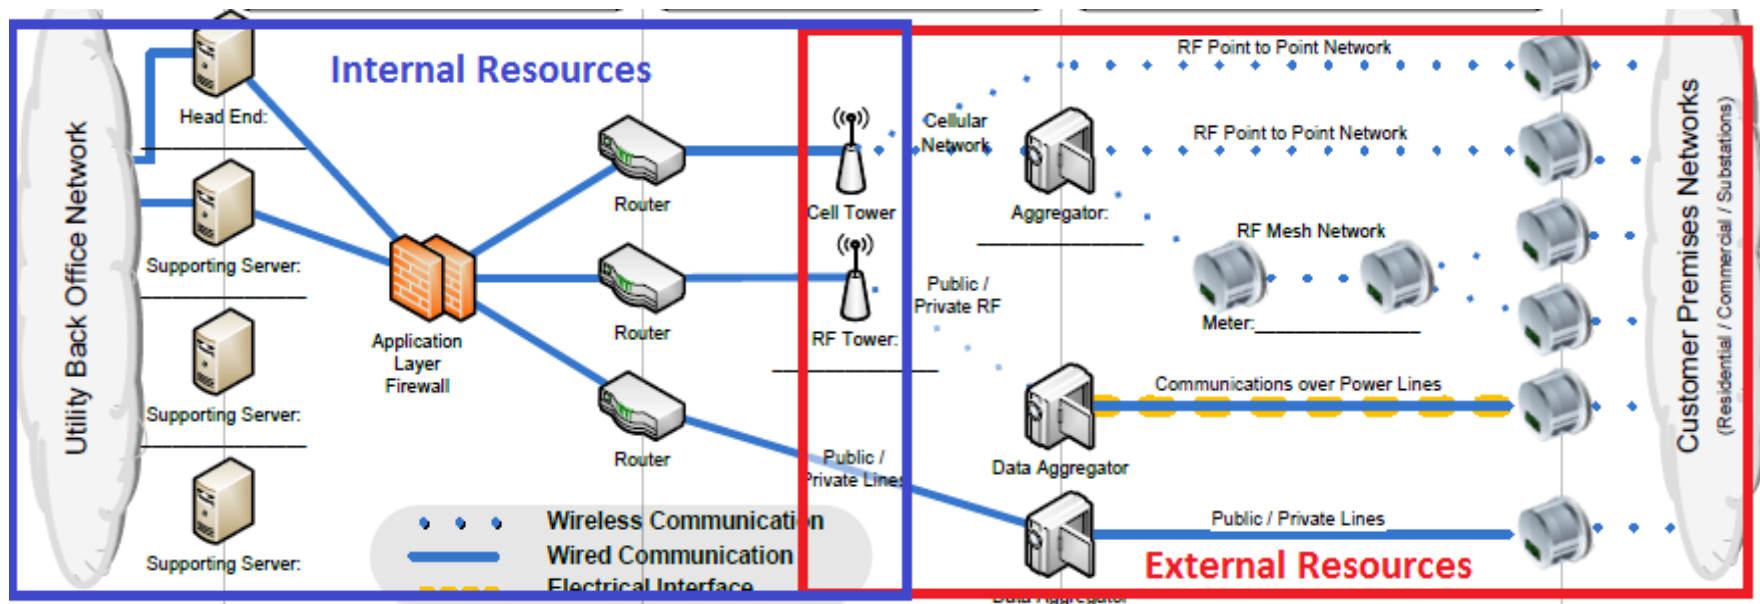 Internal Resources
Utility Back Office Network
Head End:
Supporting Server:
Supporting Server:
Supporting Server:
Application
Layer
Firewall
Router
Router
Router
Cell Tower
RF Tower:
Public /
Private Lines
Wireless Communication
Wired Communication
Electrical Interface
Cellular
Network
Public /
Private RF
Aggregator:
Data Aggregator
Data Aggregator
RF Point to Point Network
RF Point to Point Network
RF Mesh Network
Meter:
Communications over Power Lines
Public / Private Lines
External Resources
Customer Premises Networks
(Residential / Commercial / Substations)